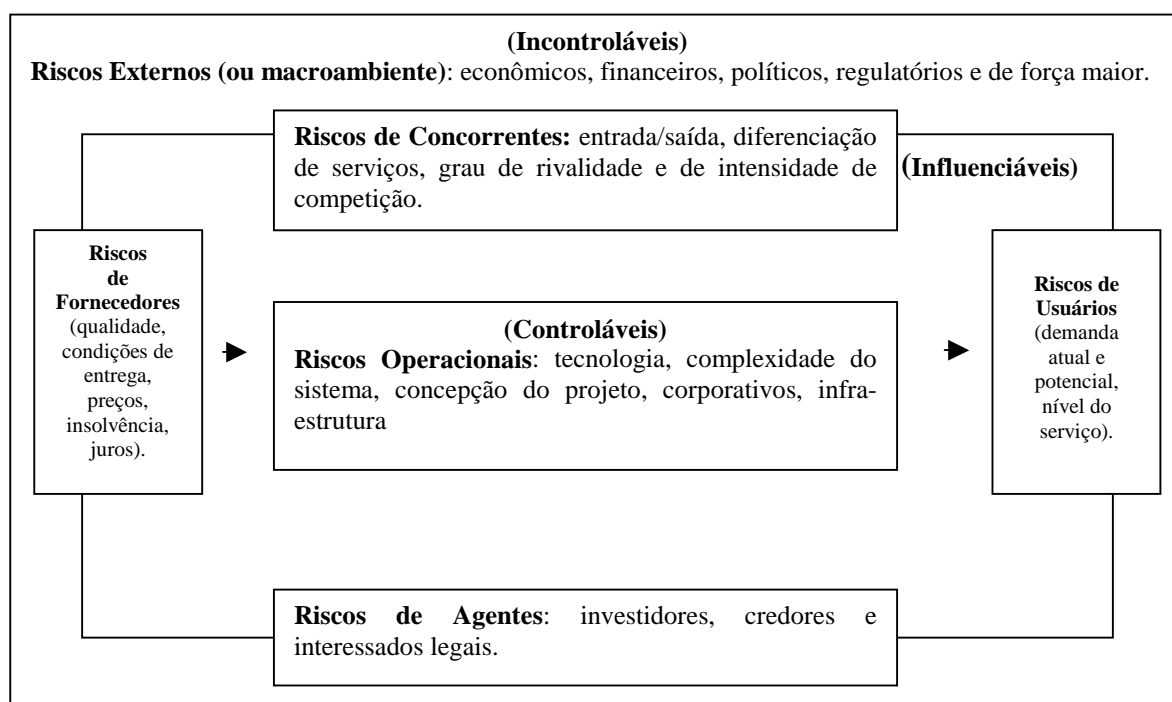 (Incontroláveis)
Riscos Externos (ou macroambiente): econômicos, financeiros, políticos, regulatórios e de força maior.
Riscos de Concorrentes: entrada/saída, diferenciação
de serviços, grau de rivalidade e de intensidade de
competição.
(Influenciáveis)
Riscos
de
Fornecedores
(qualidade,
condições de
entrega,
preços,
insolvência,
juros).
(Controláveis)
Riscos Operacionais: tecnologia, complexidade do
sistema, concepção do projeto, corporativos, infra-
estrutura
Riscos de
Usuários
(demanda
atual e
potencial,
nível do
serviço).
Riscos de Agentes: investidores, credores e
interessados legais.